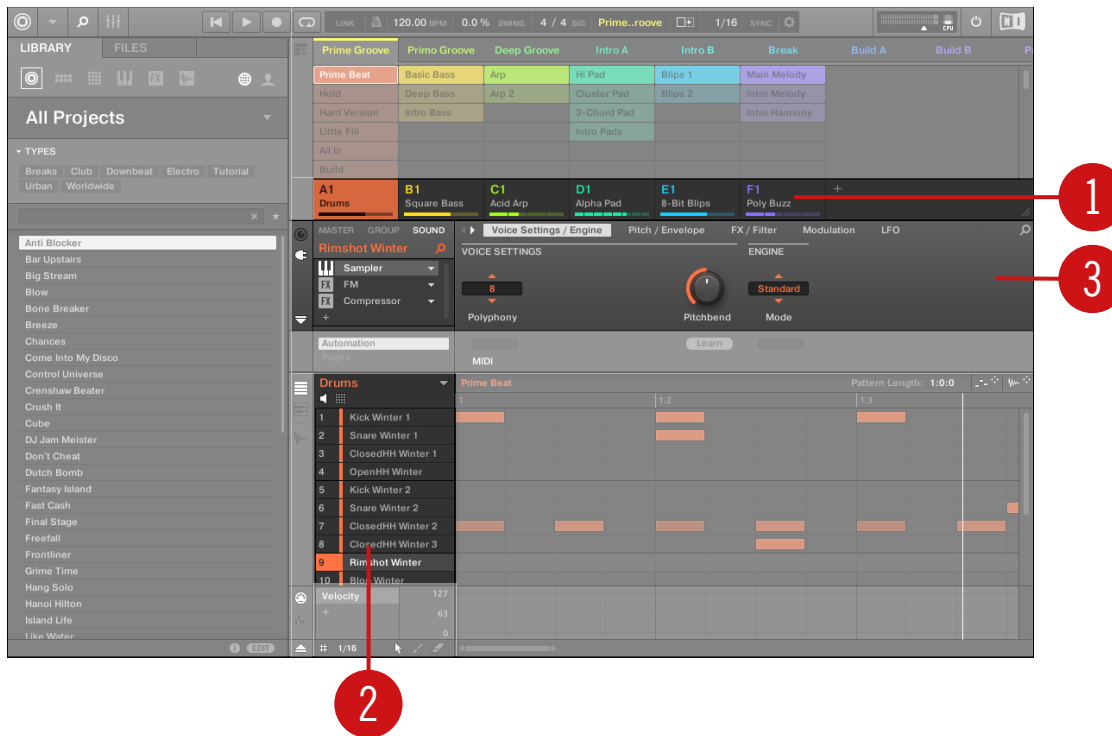 LINK 120.00 BPM 0.0 % SWING 4 / 4 SIG Prime..roove 1/16 SYNC CPU
LIBRARY FILES
FX
All Projects
TYPES
Breaks Club Downbeat Electro Tutorial
Urban Worldwide
Anti Blocker
Bar Upstairs
Big Stream
Blow
Bone Breaker
Breeze
Chances
Come Into My Disco
Control Universe
Crenshaw Beater
Crush It
Cube
DJ Jam Meister
Don't Cheat
Dutch Bomb
Fantasy Island
Fast Cash
Final Stage
Freefall
Frontliner
Grime Time
Hang Solo
Hanoi Hilton
Island Life
Like Water
EDIT
Prime Groove Primo Groove Deep Groove Intro A Intro B Break Build A Build B
Prime Beat Basic Bass Arp Hi Pad Blips 1 Main Melody
Hold Deep Bass Arp 2 Cluster Pad Blips 2 Intro Melody
Hard Version Intro Bass 3-Chord Pad Intro Harmony
Little Fill Intro Pads
All In
Build
A1 B1 C1 D1 E1 F1 +
Drums Square Bass Acid Arp Alpha Pad 8-Bit Blips Poly Buzz
1
MASTER GROUP SOUND Voice Settings / Engine Pitch / Envelope FX / Filter Modulation LFO
Rimshot Winter VOICE SETTINGS ENGINE
Sampler
FX FM 8 Standard
FX Compressor
+ Polyphony Pitchbend Mode
3
Automation Learn
Pages MIDI
Drums Prime Beat Pattern Length: 1:0:0
1 1.2 1.3
1 Kick Winter 1
2 Snare Winter 1
3 ClosedHH Winter 1
4 OpenHH Winter
5 Kick Winter 2
6 Snare Winter 2
7 ClosedHH Winter 2
8 ClosedHH Winter 3
9 Rimshot Winter
10 Blop Winter
Velocity 127
+ 63
0
# 1/16
2